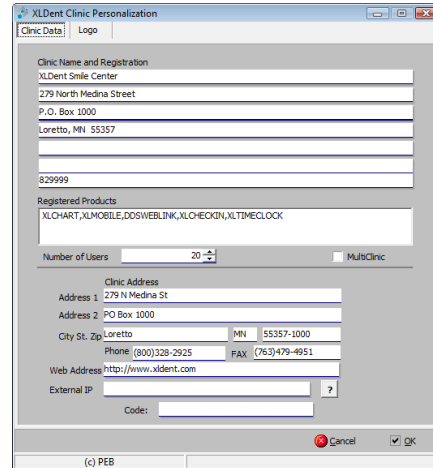 XLDent Clinic Personalization
Clinic Data Logo
Clinic Name and Registration
XLDent Smile Center
279 North Medina Street
P.O. Box 1000
Loretto, MN 55357
829999
Registered Products
XLCHART,XLMOBILE,DDSWEBLINK,XLCHECKIN,XLTIMECLOCK
Number of Users 20 MultiClinic
Clinic Address
Address 1 279 N Medina St
Address 2 PO Box 1000
City St. Zip Loretto MN 55357-1000
Phone (800)328-2925 FAX (763)479-4951
Web Address http://www.xldent.com
External IP ?
Code:
Cancel OK
(c) PEB